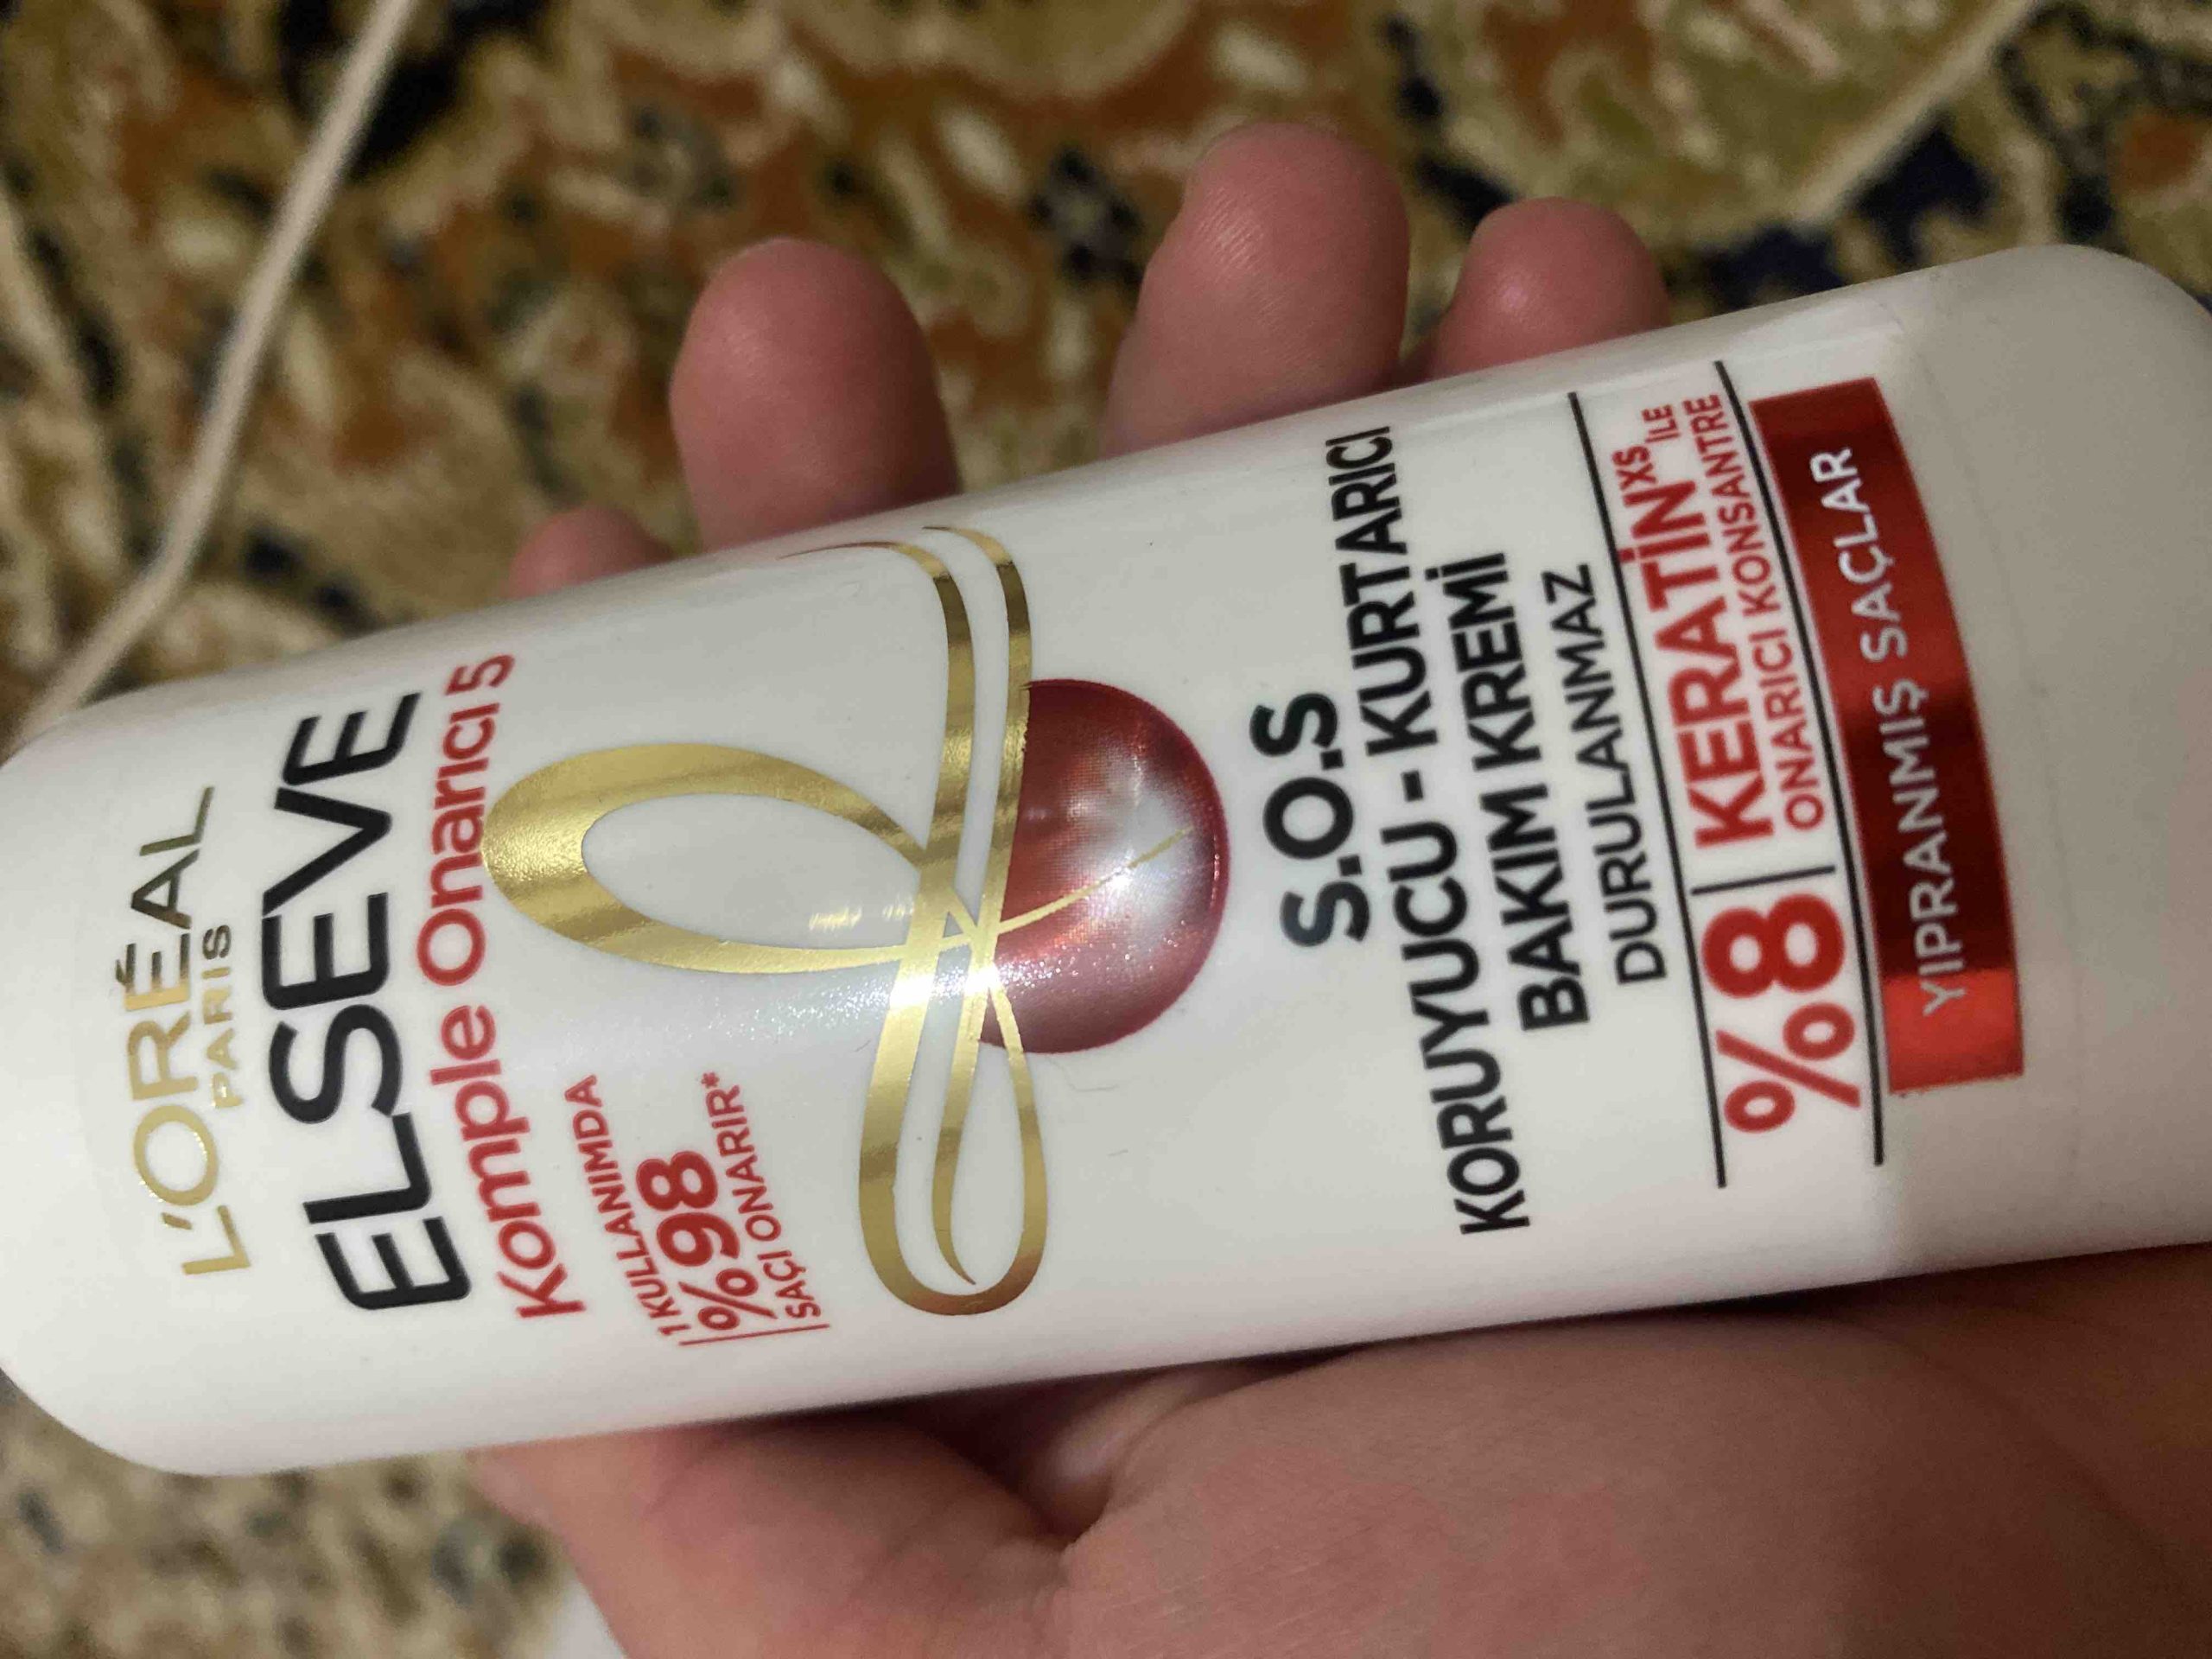 L'ORÉAL
PARIS
ELSEVE
Komple Onarıcı 5
1 KULLANIMDA
%98
SAÇI ONARIR*
S.O.S
KORUYUCU - KURTARICI
BAKIM KREMİ
DURULANMAZ
%8 KERATİN XS İLE
ONARICI KONSANTRE
YIPRANMIŞ SAÇLAR